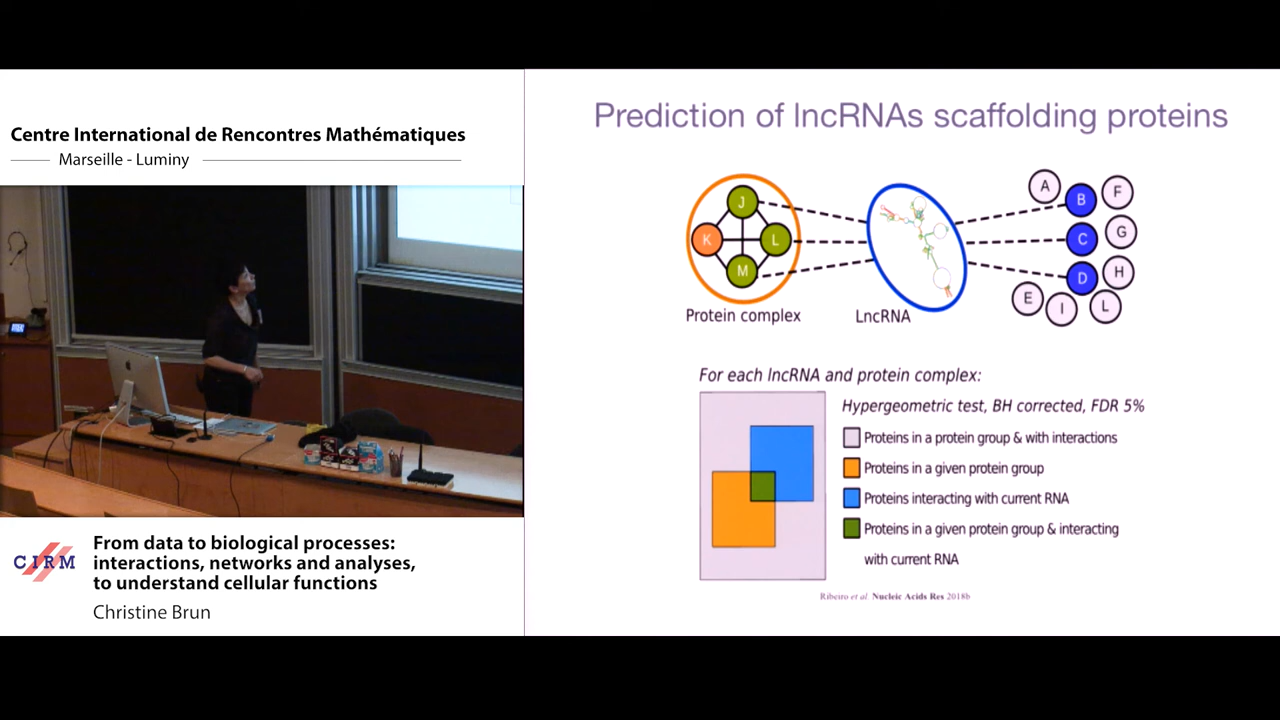 Centre International de Rencontres Mathématiques
Marseille - Luminy
CIRM
From data to biological processes:
interactions, networks and analyses,
to understand cellular functions
Christine Brun
Prediction of lncRNAs scaffolding proteins
J
K
L
M
Protein complex
LncRNA
A
B
F
C
G
D
H
E
I
L
For each lncRNA and protein complex:
Hypergeometric test, BH corrected, FDR 5%
Proteins in a protein group & with interactions
Proteins in a given protein group
Proteins interacting with current RNA
Proteins in a given protein group & interacting
with current RNA
Ribeiro et al. Nucleic Acids Res 2018b